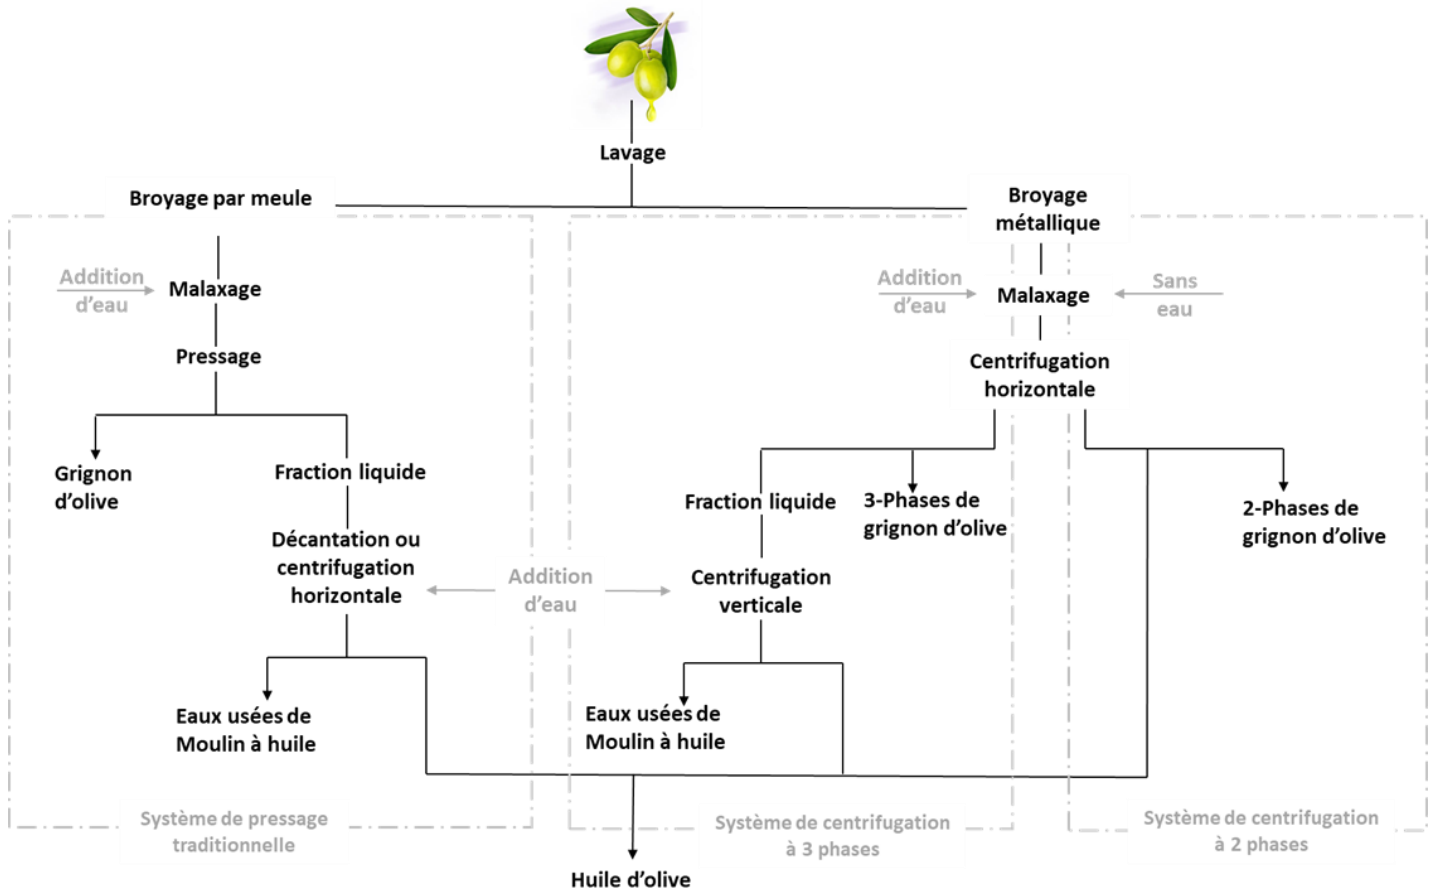 Lavage
Broyage par meule
Broyage
métallique
Addition
d'eau
Malaxage
Addition
d'eau
Malaxage
Sans
eau
Pressage
Centrifugation
horizontale
Grignon
d'olive
Fraction liquide
Fraction liquide
3-Phases de
grignon d'olive
2-Phases de
grignon d'olive
Décantation ou
centrifugation
horizontale
Addition
d'eau
Centrifugation
verticale
Eaux usées de
Moulin à huile
Eaux usées de
Moulin à huile
Système de pressage
traditionnelle
Système de centrifugation
à 3 phases
Système de centrifugation
à 2 phases
Huile d'olive